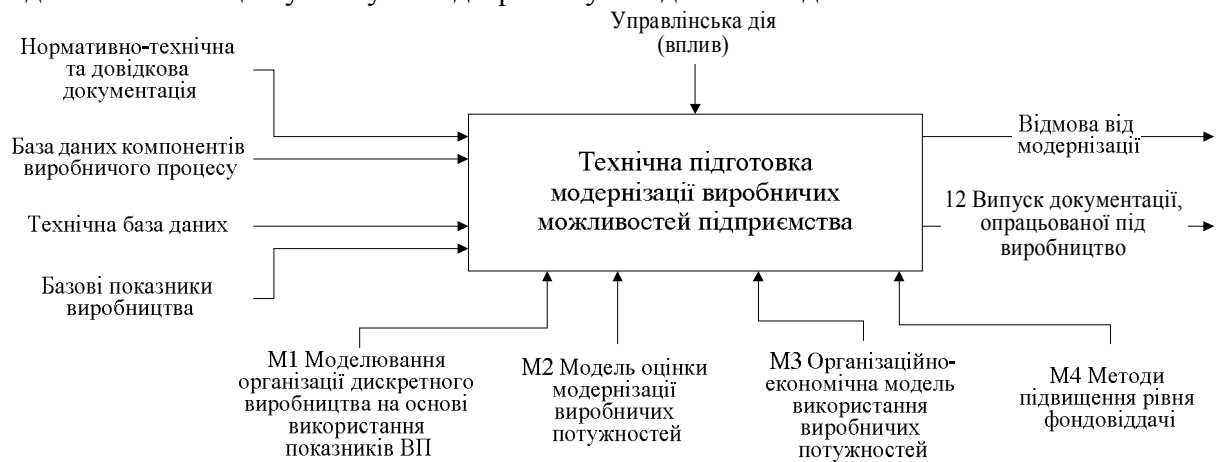 Управлінська дія
(вплив)
Нормативно-технічна
та довідкова
документація
База даних компонентів
виробничого процесу
Технічна база даних
Базові показники
виробництва
Технічна підготовка
модернізації виробничих
можливостей підприємства
Відмова від
модернізації
12 Випуск документації,
опрацьованої під
виробництво
М1 Моделювання
організації дискретного
виробництва на основі
використання
показників ВП
М2 Модель оцінки
модернізації
виробничих
потужностей
М3 Організаційно-
економічна модель
використання
виробничих
потужностей
М4 Методи
підвищення рівня
фондовіддачі